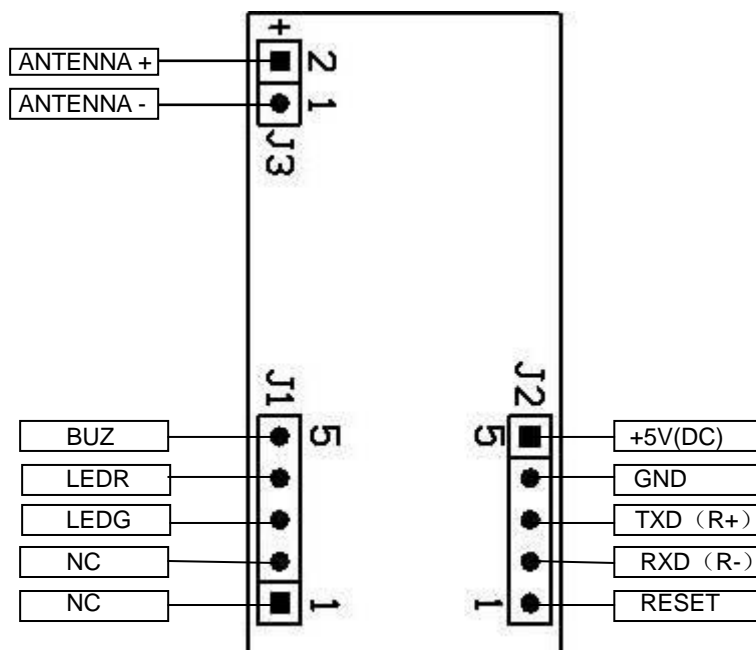 +
ANTENNA +
2
ANTENNA -
1
J3
J1
J2
BUZ
5
5
+5V(DC)
LEDR
GND
LEDG
TXD（R+）
NC
RXD（R-）
NC
1
1
RESET